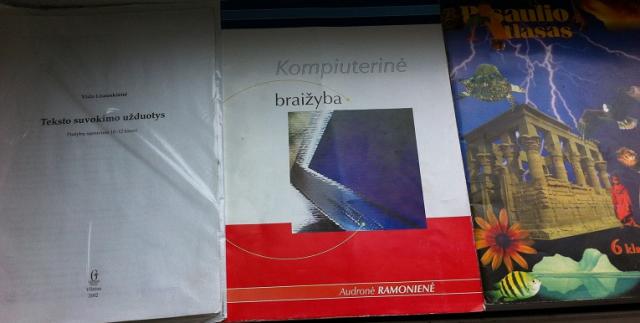 Teksto suvokimo užduotys
Vilnius
2002
Kompiuterinė
braižyba
Audronė RAMONIENĖ
Pasaulio
atlasas
6 kla